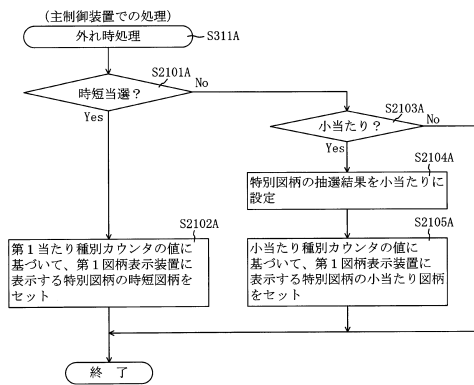 (主制御装置での処理)
外れ時処理
S311A
S2101A
時短当選？
No
Yes
S2103A
小当たり？
No
Yes
S2104A
特別図柄の抽選結果を小当たりに
設定
S2102A
第１当たり種別カウンタの値に
基づいて、第１図柄表示装置に
表示する特別図柄の時短図柄を
セット
S2105A
小当たり種別カウンタの値に
基づいて、第１図柄表示装置に
表示する特別図柄の小当たり図柄
をセット
終 了